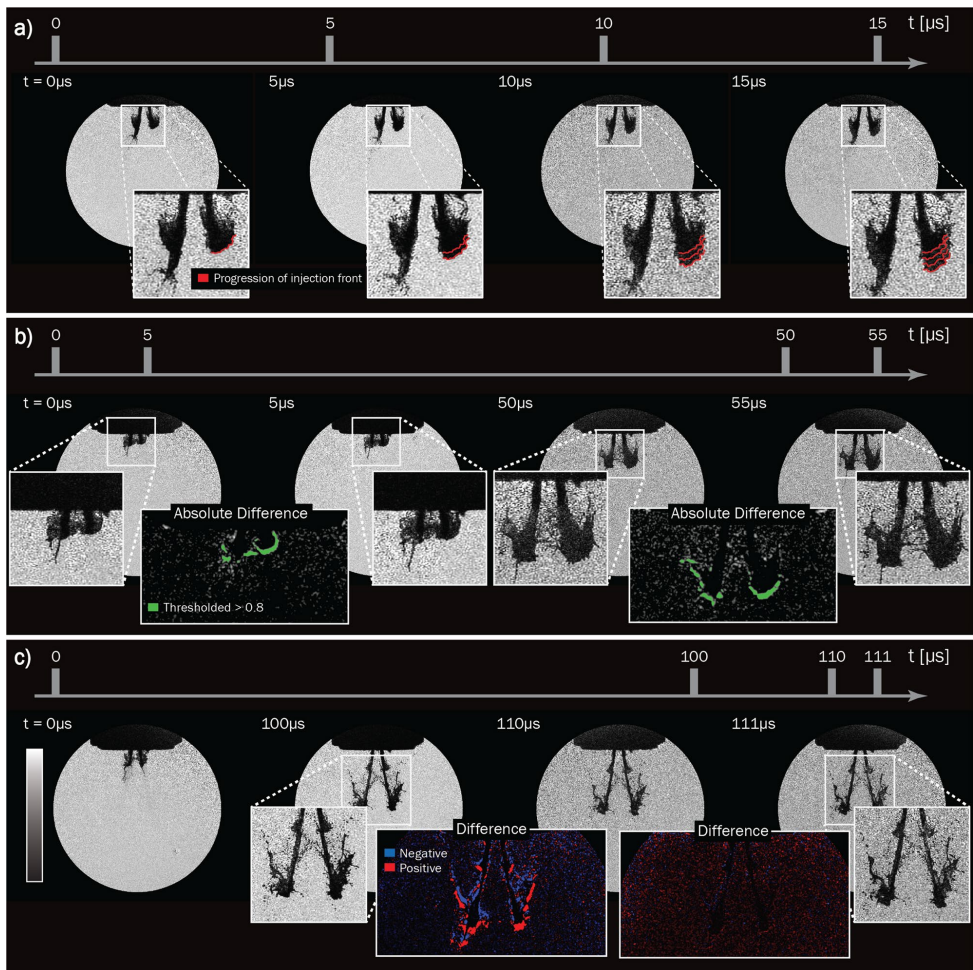 a)
0 5 10 15 t [µs]
t = 0µs 5µs 10µs 15µs
Progression of injection front
b)
0 5 50 55 t [µs]
t = 0µs 5µs 50µs 55µs
Absolute Difference Absolute Difference
Thresholded > 0.8
c)
0 100 110 111 t [µs]
t = 0µs 100µs 110µs 111µs
Difference Difference
Negative
Positive